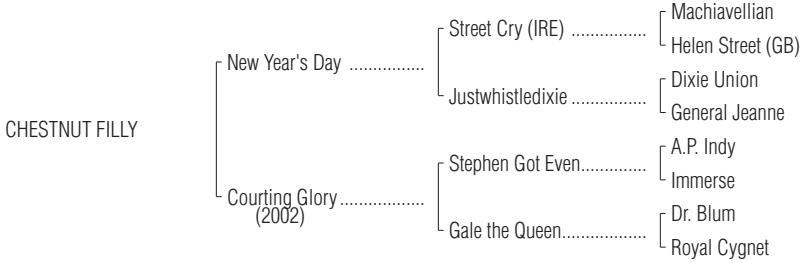 Machiavellian
Street Cry (IRE) ................
Helen Street (GB)
New Year's Day ................
Dixie Union
Justwhistledixie ................
General Jeanne
CHESTNUT FILLY
A.P. Indy
Stephen Got Even..............
Immerse
Courting Glory ..................
(2002)
Dr. Blum
Gale the Queen..................
Royal Cygnet